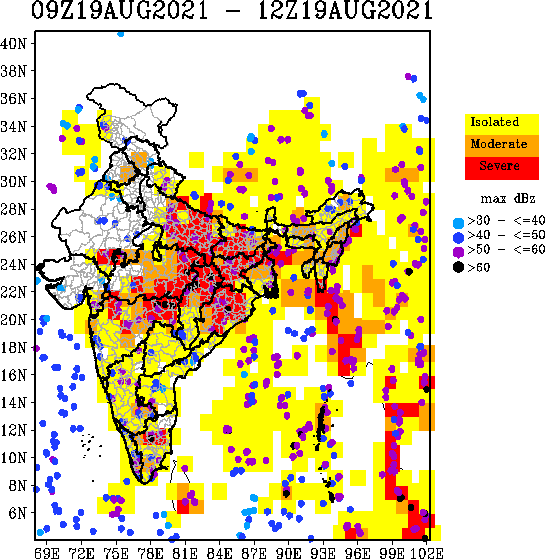 09Z19AUG2021 – 12Z19AUG2021
40N
38N
36N
34N
32N
30N
28N
26N
24N
22N
20N
18N
16N
14N
12N
10N
8N
6N
69E 72E 75E 78E 81E 84E 87E 90E 93E 96E 99E 102E
Isolated
Moderate
Severe
max dBz
>30 - <=40
>40 - <=50
>50 - <=60
>60